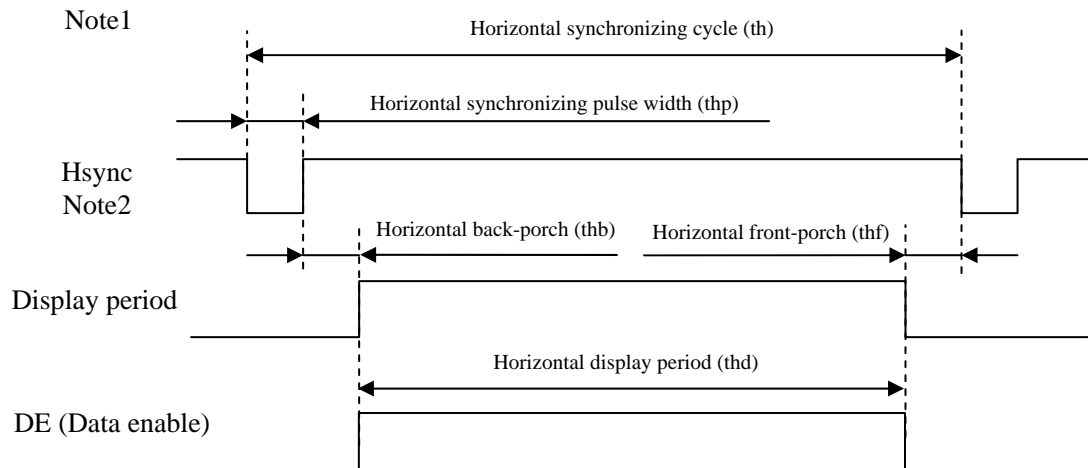 Note1
Horizontal synchronizing cycle (th)
Horizontal synchronizing pulse width (thp)
Hsync
Note2
Horizontal back-porch (thb)
Horizontal front-porch (thf)
Display period
Horizontal display period (thd)
DE (Data enable)